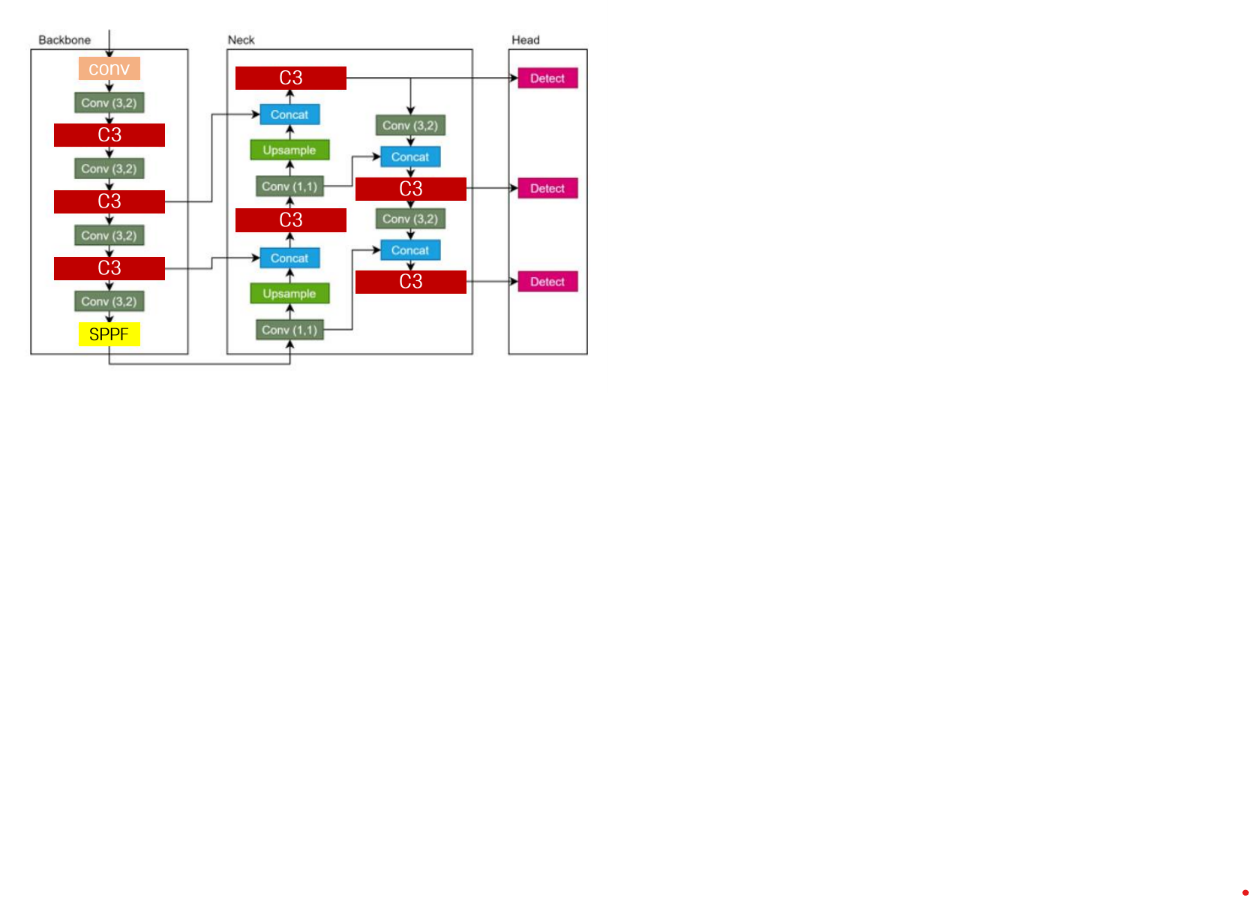 Backbone
conv
Conv (3,2)
C3
Conv (3,2)
C3
Conv (3,2)
C3
Conv (3,2)
SPPF
Neck
C3
Concat
Upsample
Conv (1,1)
C3
Concat
Upsample
Conv (1,1)
Conv (3,2)
Concat
C3
Conv (3,2)
Concat
C3
Head
Detect
Detect
Detect